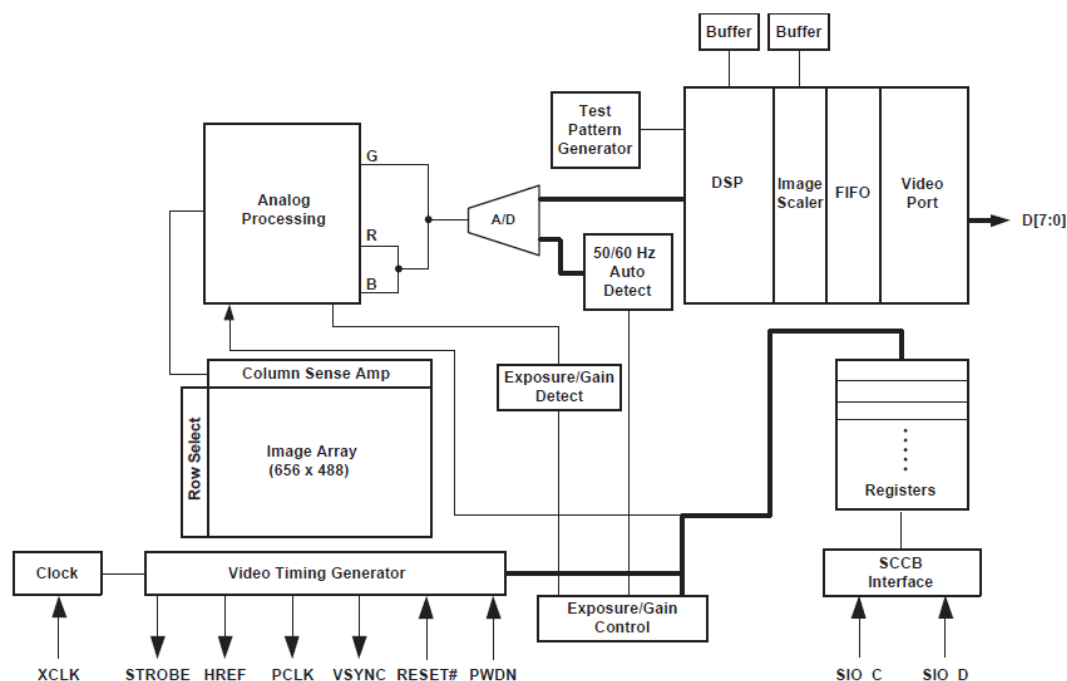 Buffer
Buffer
Test
Pattern
Generator
DSP
Image
Scaler
FIFO
Video
Port
D[7:0]
G
Analog
Processing
R
B
A/D
50/60 Hz
Auto
Detect
Column Sense Amp
Exposure/Gain
Detect
Row Select
Image Array
(656 x 488)
Registers
Clock
Video Timing Generator
SCCB
Interface
Exposure/Gain
Control
XCLK
STROBE
HREF
PCLK
VSYNC
RESET#
PWDN
SIO_C
SIO_D